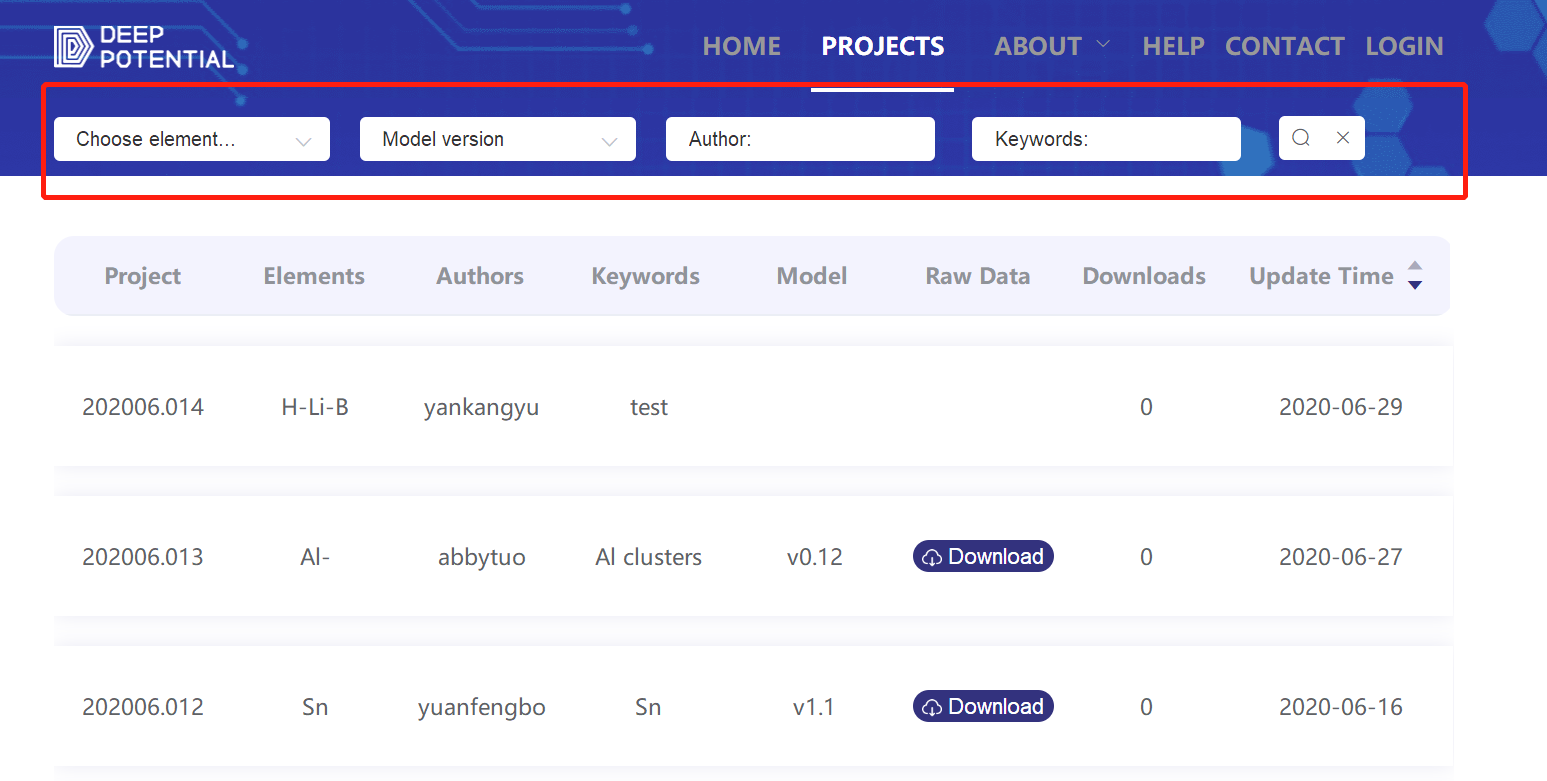 DEEP
POTENTIAL
HOME PROJECTS ABOUT HELP CONTACT LOGIN
Choose element... Model version Author: Keywords:
Project Elements Authors Keywords Model Raw Data Downloads Update Time
202006.014 H-Li-B yankangyu test 0 2020-06-29
202006.013 Al- abbytuo Al clusters v0.12 Download 0 2020-06-27
202006.012 Sn yuanfengbo Sn v1.1 Download 0 2020-06-16